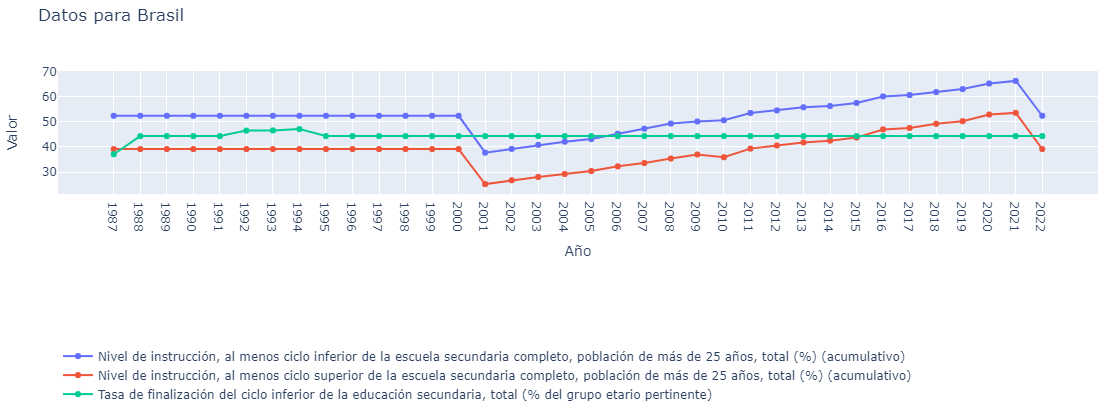 Datos para Brasil
Valor
70
60
50
40
30
1987 1988 1989 1990 1991 1992 1993 1994 1995 1996 1997 1998 1999 2000 2001 2002 2003 2004 2005 2006 2007 2008 2009 2010 2011 2012 2013 2014 2015 2016 2017 2018 2019 2020 2021 2022
Año
Nivel de instrucción, al menos ciclo inferior de la escuela secundaria completo, población de más de 25 años, total (%) (acumulativo)
Nivel de instrucción, al menos ciclo superior de la escuela secundaria completo, población de más de 25 años, total (%) (acumulativo)
Tasa de finalización del ciclo inferior de la educación secundaria, total (% del grupo etario pertinente)